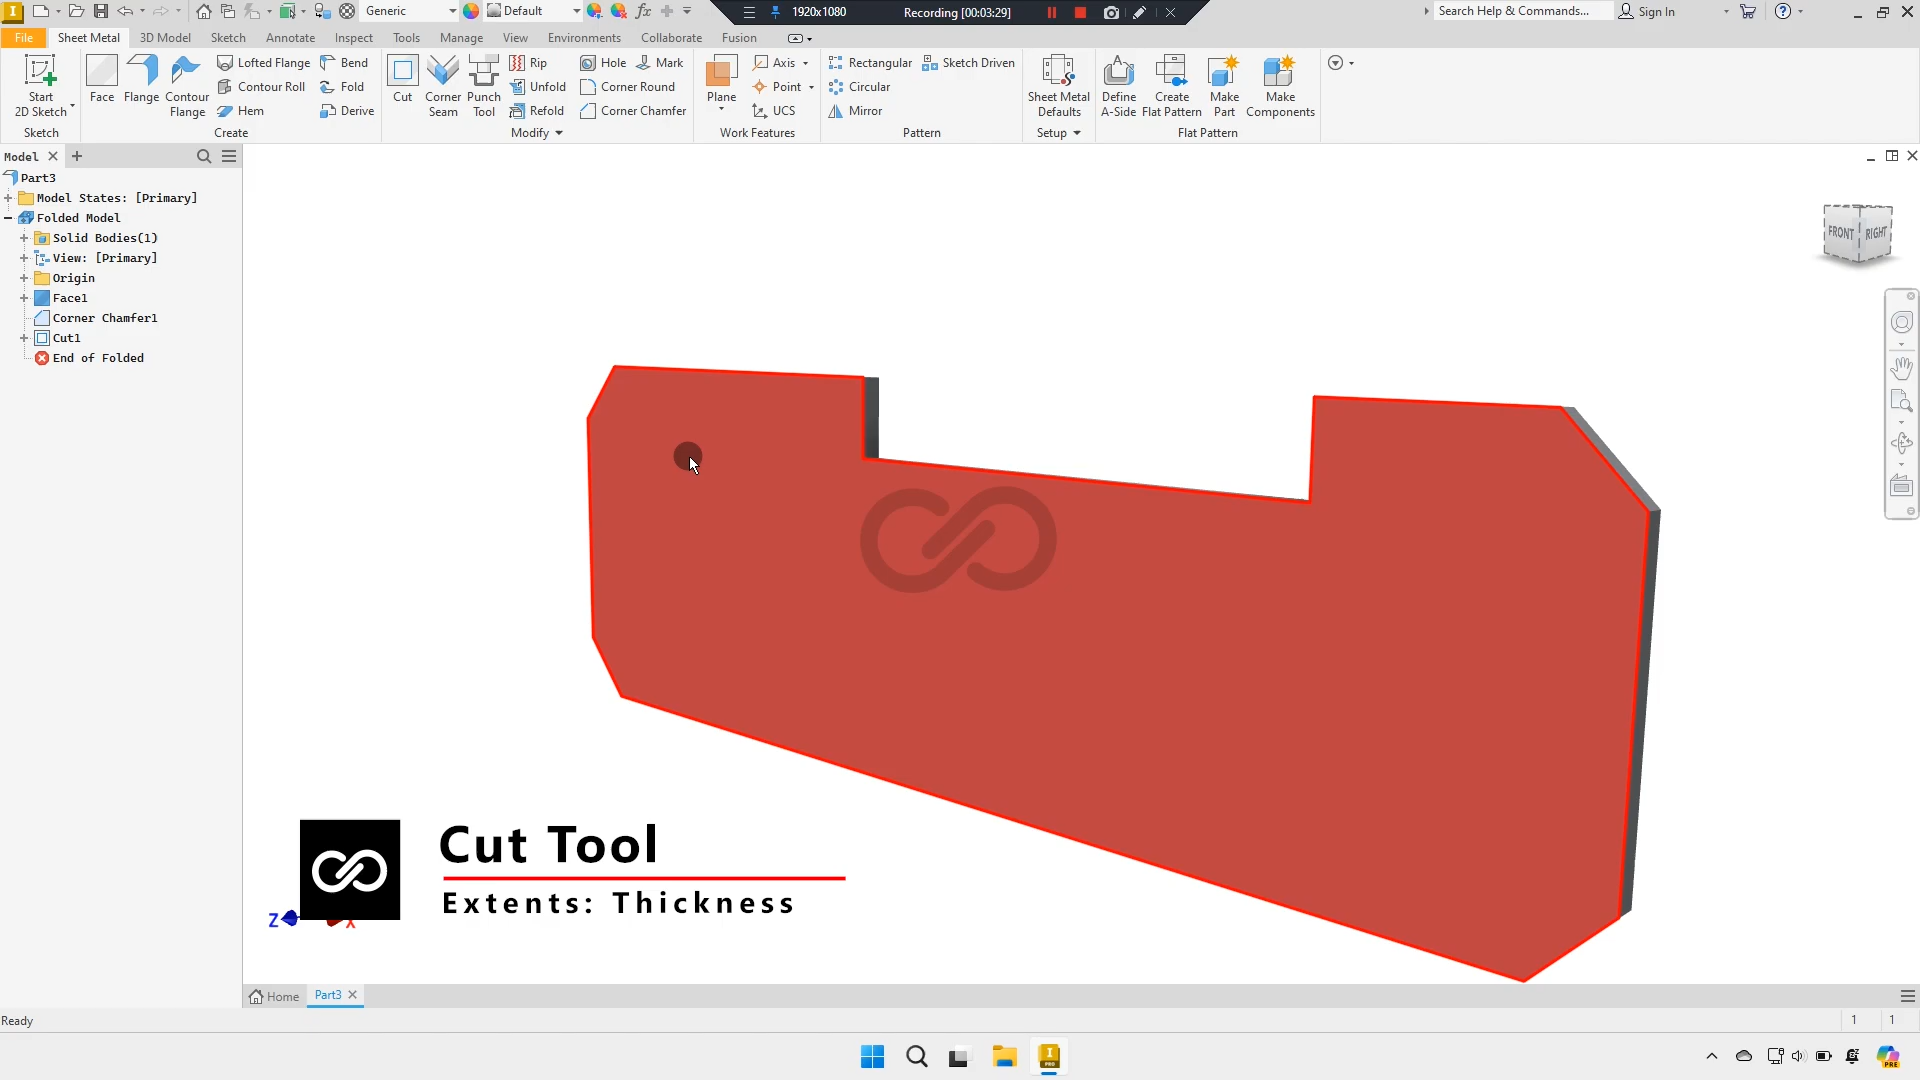 Generic
Default
1920x1080
Recording [00:03:29]
Search Help & Commands...
Sign In
File
Sheet Metal
3D Model
Sketch
Annotate
Inspect
Tools
Manage
View
Environments
Collaborate
Fusion
Start
2D Sketch
Sketch
Face
Flange
Contour
Flange
Lofted Flange
Contour Roll
Hem
Bend
Fold
Derive
Create
Cut
Corner
Seam
Punch
Tool
Rip
Unfold
Refold
Hole
Mark
Corner Round
Corner Chamfer
Modify
Plane
Axis
Point
UCS
Work Features
Rectangular
Sketch Driven
Circular
Mirror
Pattern
Sheet Metal
Defaults
Setup
Define
A-Side
Create
Flat Pattern
Make
Part
Make
Components
Flat Pattern
Model
Part3
Model States: [Primary]
Folded Model
Solid Bodies(1)
View: [Primary]
Origin
Face1
Corner Chamfer1
Cut1
End of Folded
FRONT
RIGHT
Cut Tool
Extents: Thickness
Z
X
Home
Part3
Ready
1
1